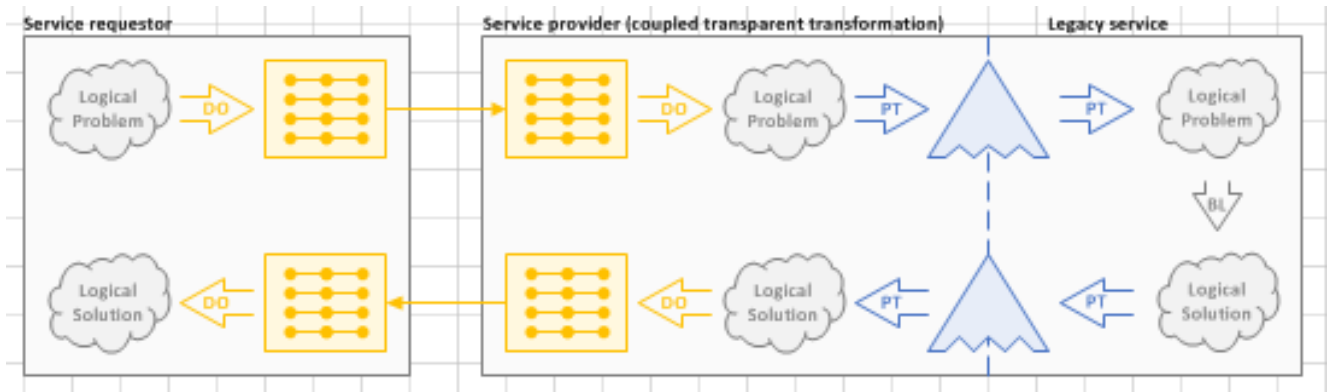 Service requestor
Service provider (coupled transparent transformation)
Legacy service
Logical
Problem
DO
DO
Logical
Problem
PT
PT
Logical
Problem
BL
Logical
Solution
DO
DO
Logical
Solution
PT
PT
Logical
Solution